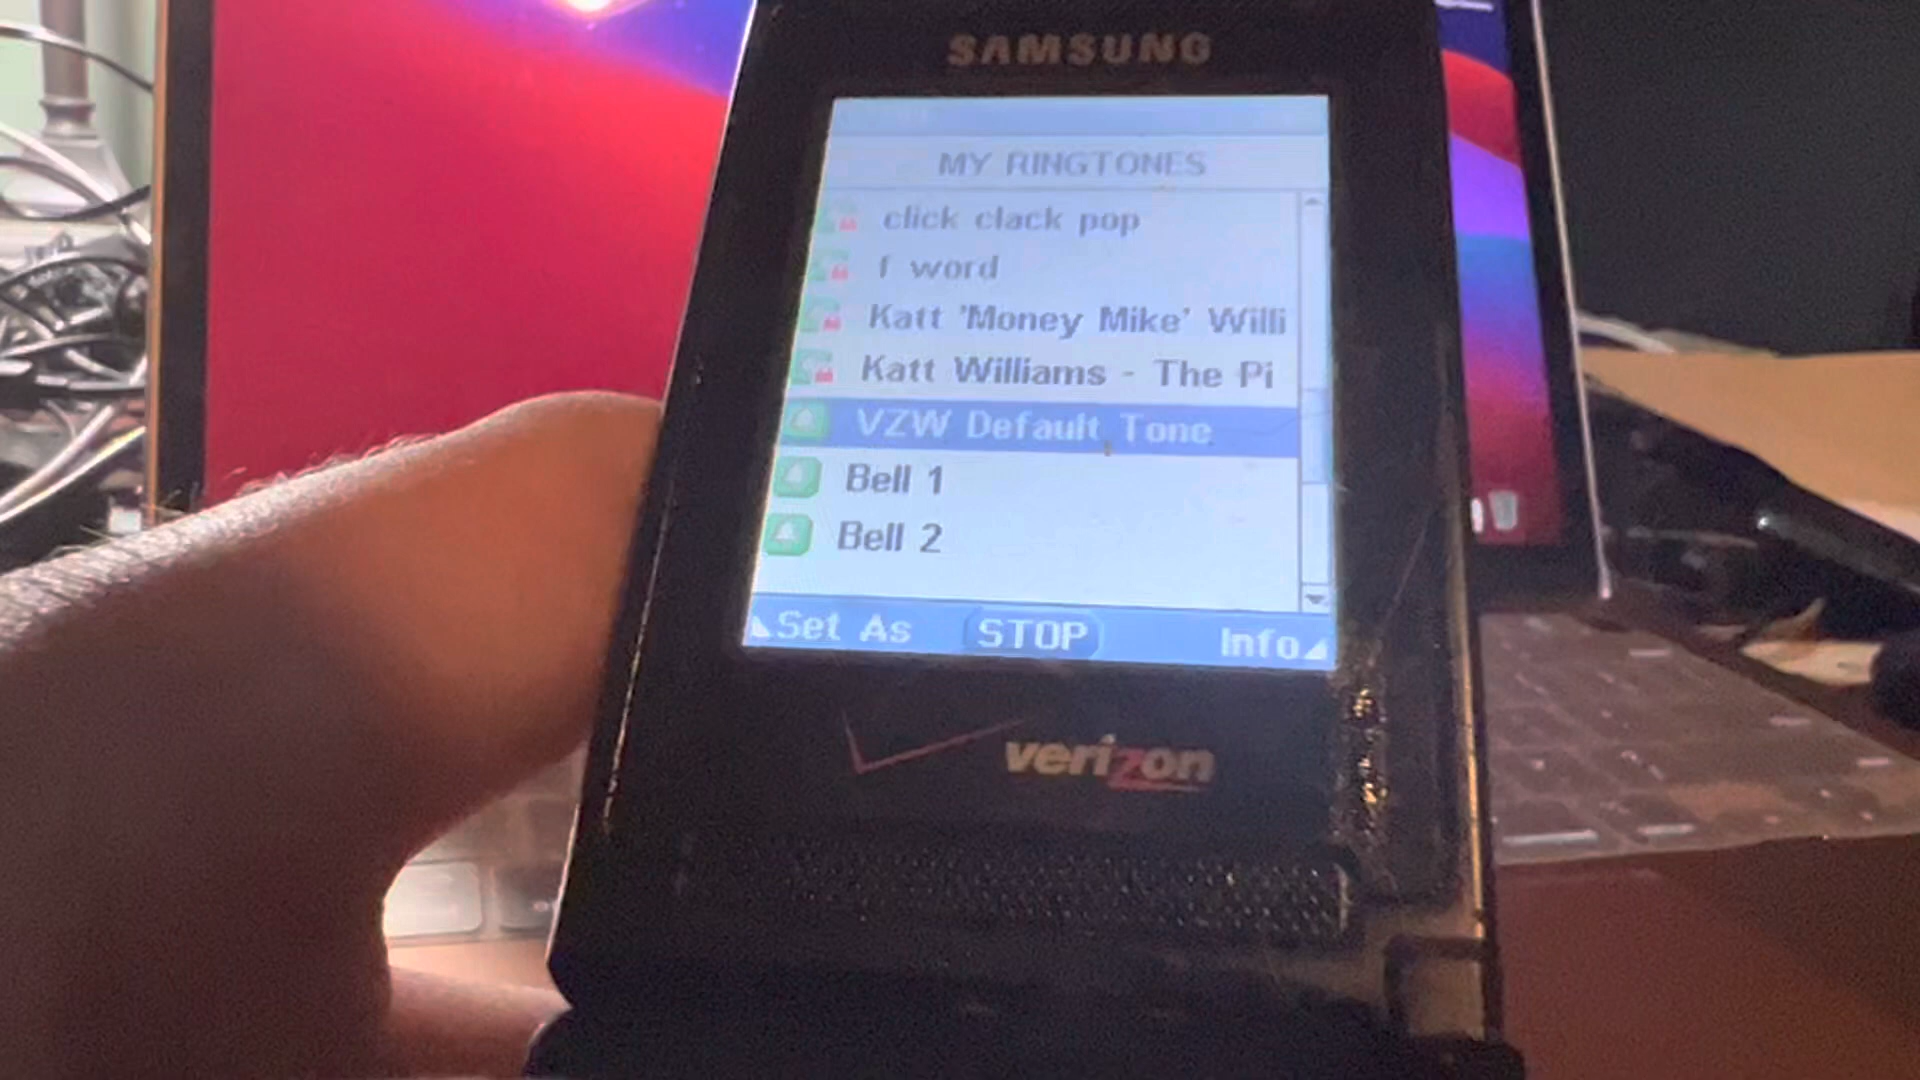 SAMSUNG
MY RINGTONES
click clack pop
f word
Katt 'Money Mike' Willi
Katt Williams - The Pi
VZW Default Tone
Bell 1
Bell 2
Set As STOP Info
verizon